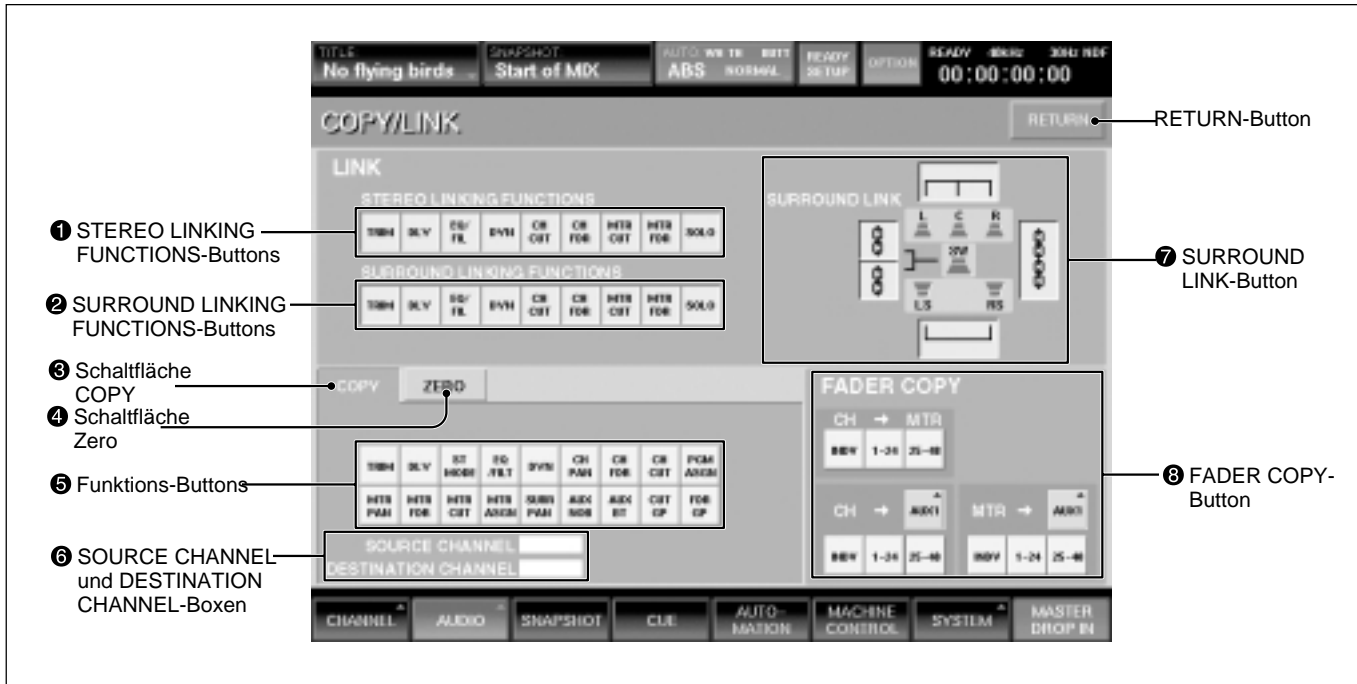 TITLE:
No flying birds
SNAPSHOT:
Start of MIX
AUTO WR TR
ABS NORMAL
READY
SETUP
OPTION
READY 48kHz 30Hz NDF
00:00:00:00
COPY/LINK
RETURN
RETURN-Button
LINK
STEREO LINKING FUNCTIONS
TRIM DLY EQ/FIL DYN CH CUT CH FDR MTR CUT MTR FDR SOLO
SURROUND LINKING FUNCTIONS
TRIM DLY EQ/FIL DYN CH CUT CH FDR MTR CUT MTR FDR SOLO
SURROUND LINK
L C R
SW
LS RS
❶ STEREO LINKING
FUNCTIONS-Buttons
❷ SURROUND LINKING
FUNCTIONS-Buttons
❸ Schaltfläche
COPY
❹ Schaltfläche
Zero
❺ Funktions-Buttons
❻ SOURCE CHANNEL
und DESTINATION
CHANNEL-Boxen
❼ SURROUND
LINK-Button
❽ FADER COPY-
Button
COPY ZERO
TRIM DLY ST MODE EQ/FILT DYN CH PAN CH FDR CH CUT PGM ASGN
MTR PAN MTR FDR MTR CUT MTR ASGN SURR PAN AUX AUX CUT GP FDR GP
SOURCE CHANNEL
DESTINATION CHANNEL
FADER COPY
CH → MTR
INDV 1-24 25-48
CH → AUX1
INDV 1-24 25-48
MTR → AUX1
INDV 1-24 25-48
CHANNEL
AUDIO
SNAPSHOT
CUE
AUTO-
MATION
MACHINE
CONTROL
SYSTEM
MASTER
DROP IN